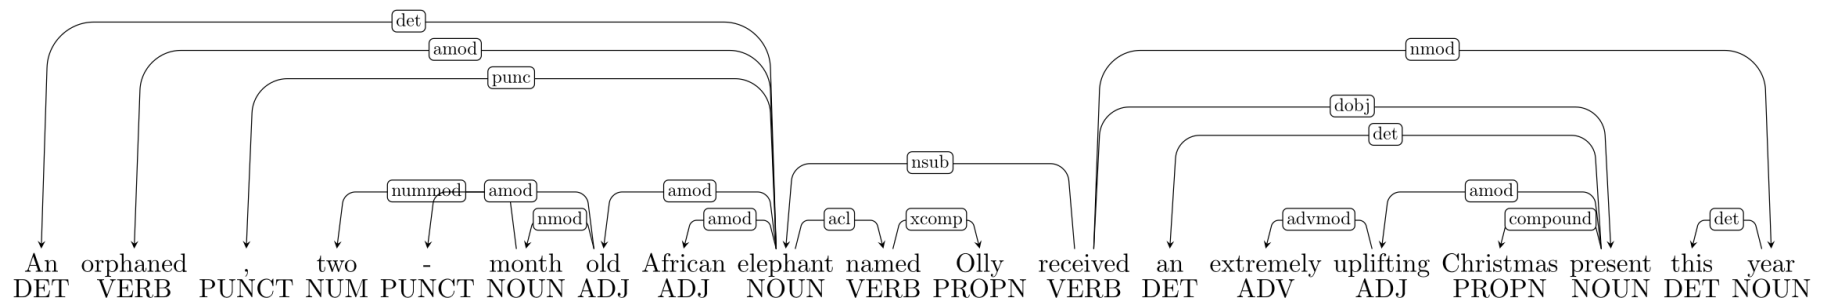 det
amod
nmod
punc
dobj
det
nsub
nummod amod amod amod
nmod amod acl xcomp advmod compound det
An orphaned , two - month old African elephant named Olly received an extremely uplifting Christmas present this year
DET VERB PUNCT NUM PUNCT NOUN ADJ ADJ NOUN VERB PROPN VERB DET ADV ADJ PROPN NOUN DET NOUN